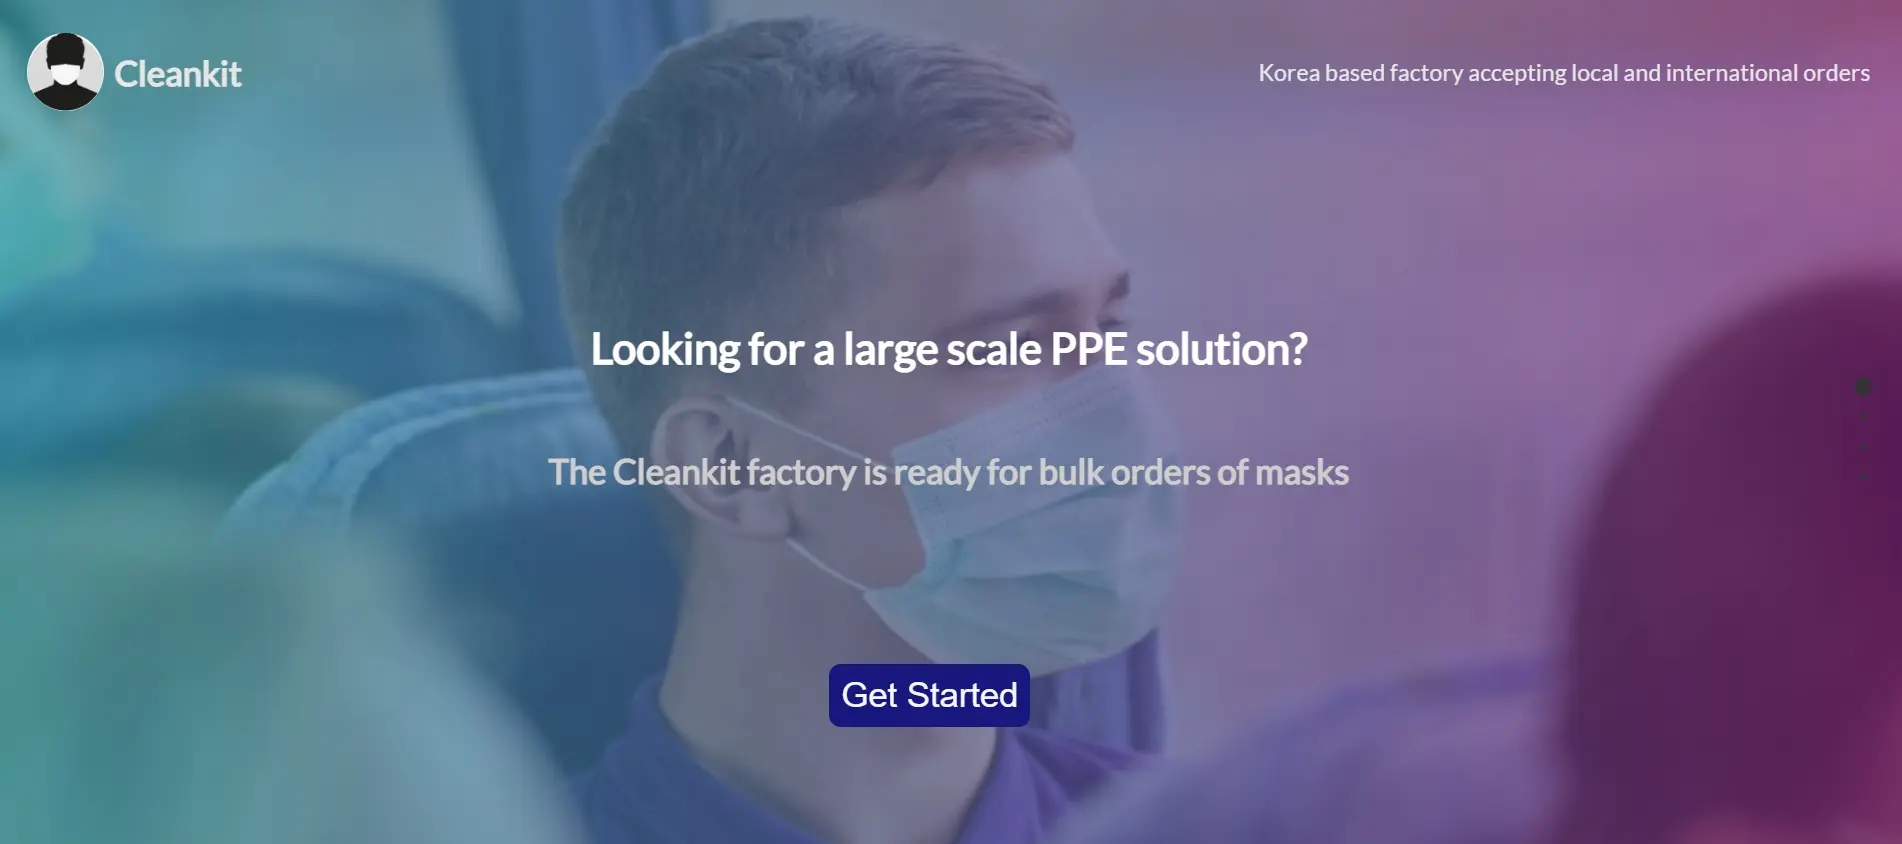 Cleankit
Korea based factory accepting local and international orders
Looking for a large scale PPE solution?
The Cleankit factory is ready for bulk orders of masks
Get Started